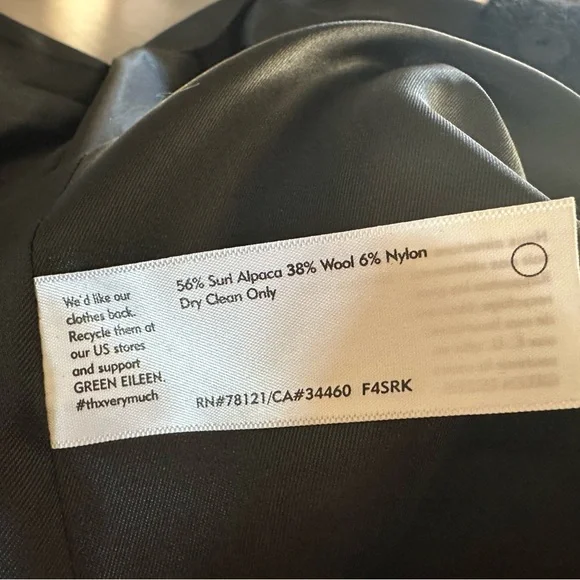 We'd like our
clothes back.
Recycle them at
our US stores
and support
GREEN EILEEN.
#thxverymuch
56% Suri Alpaca 38% Wool 6% Nylon
Dry Clean Only
RN#78121/CA#34460 F4SRK